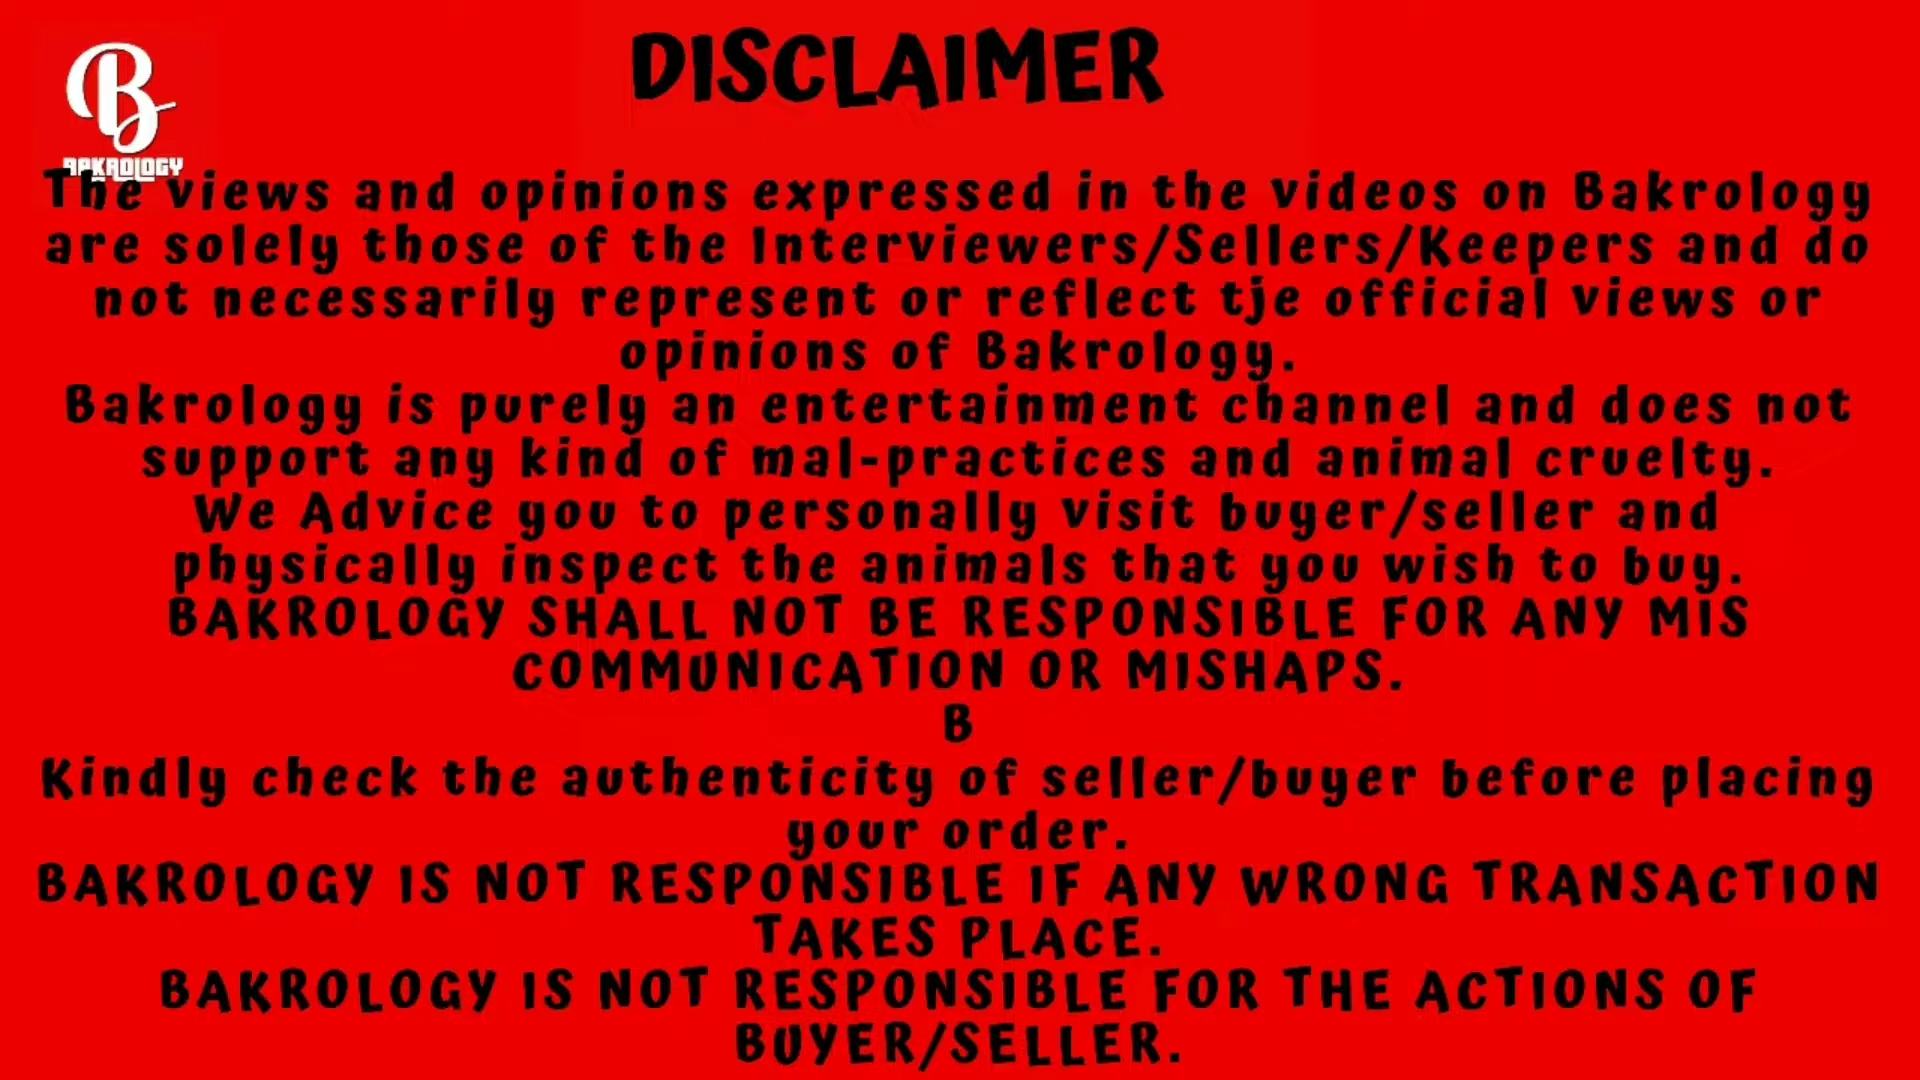 DISCLAIMER
BAKROLOGY
The views and opinions expressed in the videos on Bakrology
are solely those of the Interviewers/Sellers/Keepers and do
not necessarily represent or reflect tje official views or
opinions of Bakrology.
Bakrology is purely an entertainment channel and does not
support any kind of mal-practices and animal cruelty.
We Advice you to personally visit buyer/seller and
physically inspect the animals that you wish to buy.
BAKROLOGY SHALL NOT BE RESPONSIBLE FOR ANY MIS
COMMUNICATION OR MISHAPS.
B
Kindly check the authenticity of seller/buyer before placing
your order.
BAKROLOGY IS NOT RESPONSIBLE IF ANY WRONG TRANSACTION
TAKES PLACE.
BAKROLOGY IS NOT RESPONSIBLE FOR THE ACTIONS OF
BUYER/SELLER.